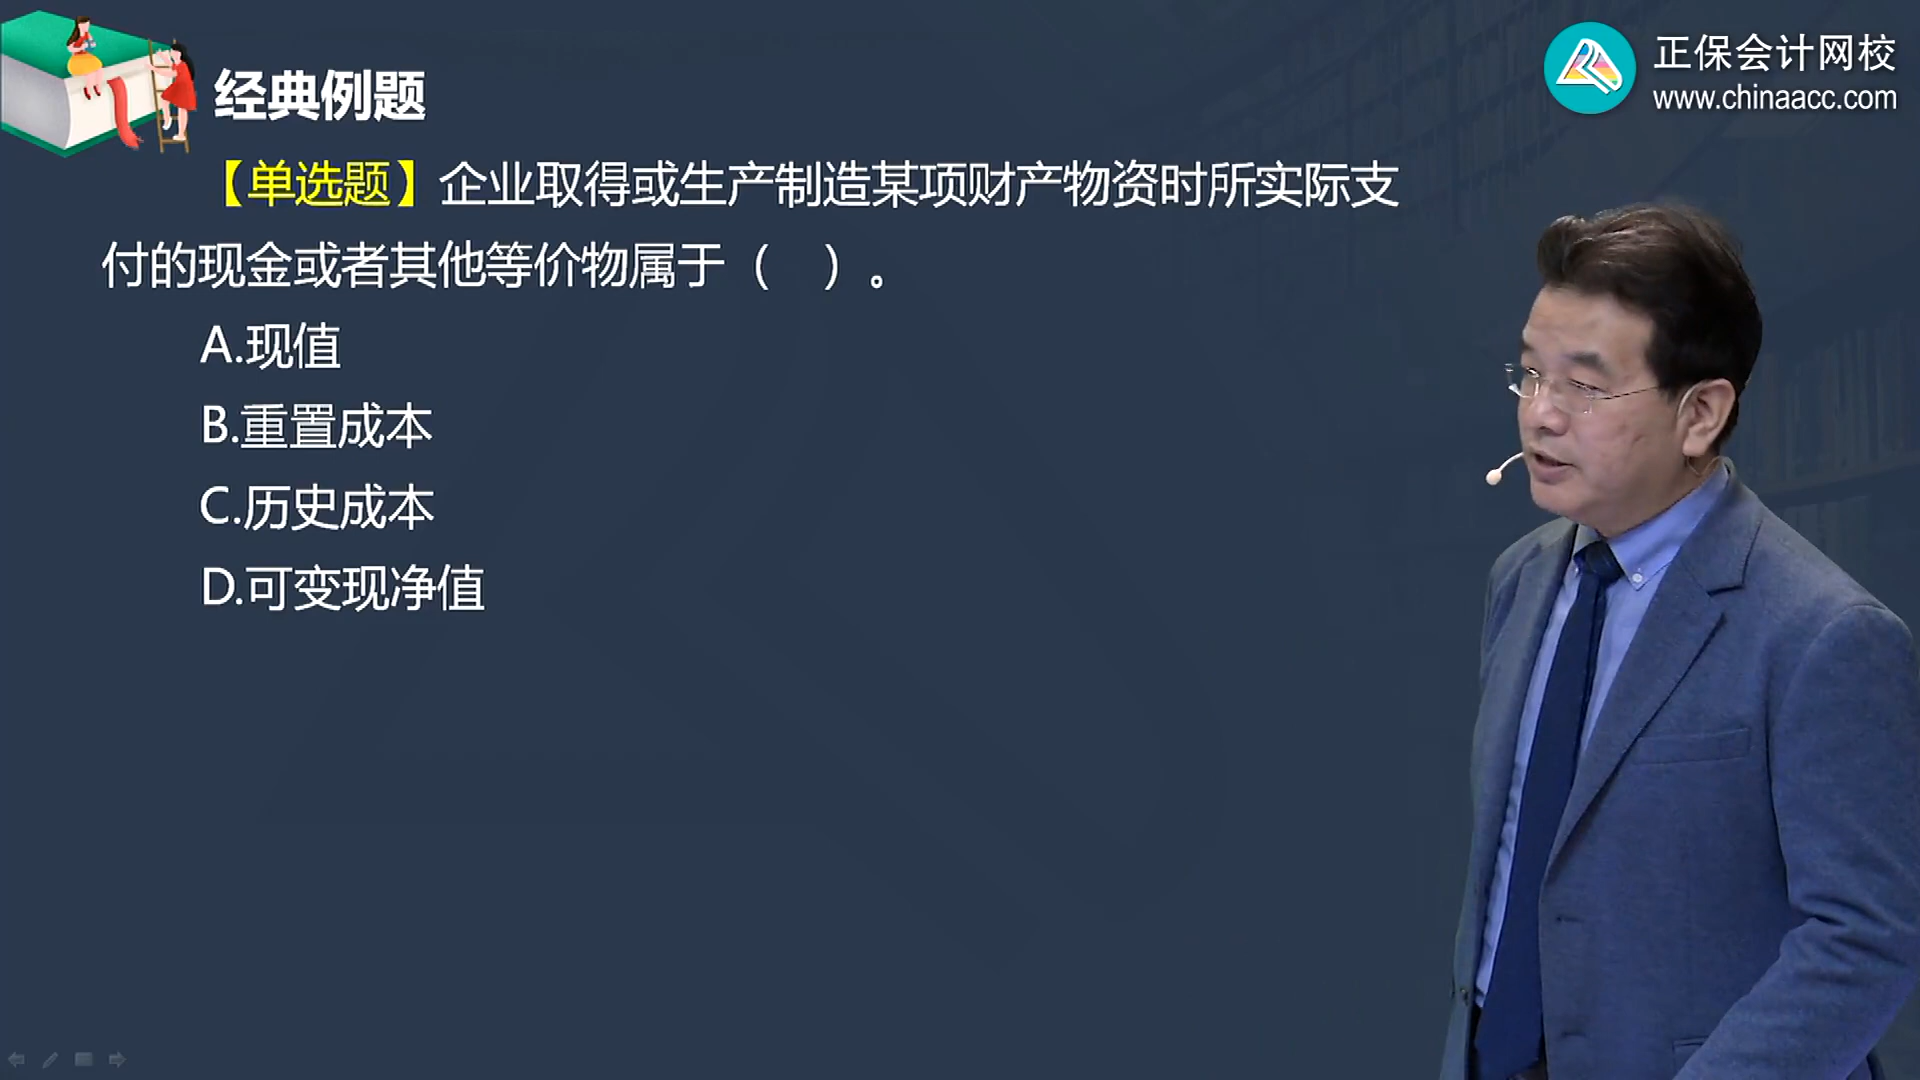 正保会计网校
www.chinaacc.com
经典例题
【单选题】企业取得或生产制造某项财产物资时所实际支
付的现金或者其他等价物属于（　）。
A.现值
B.重置成本
C.历史成本
D.可变现净值